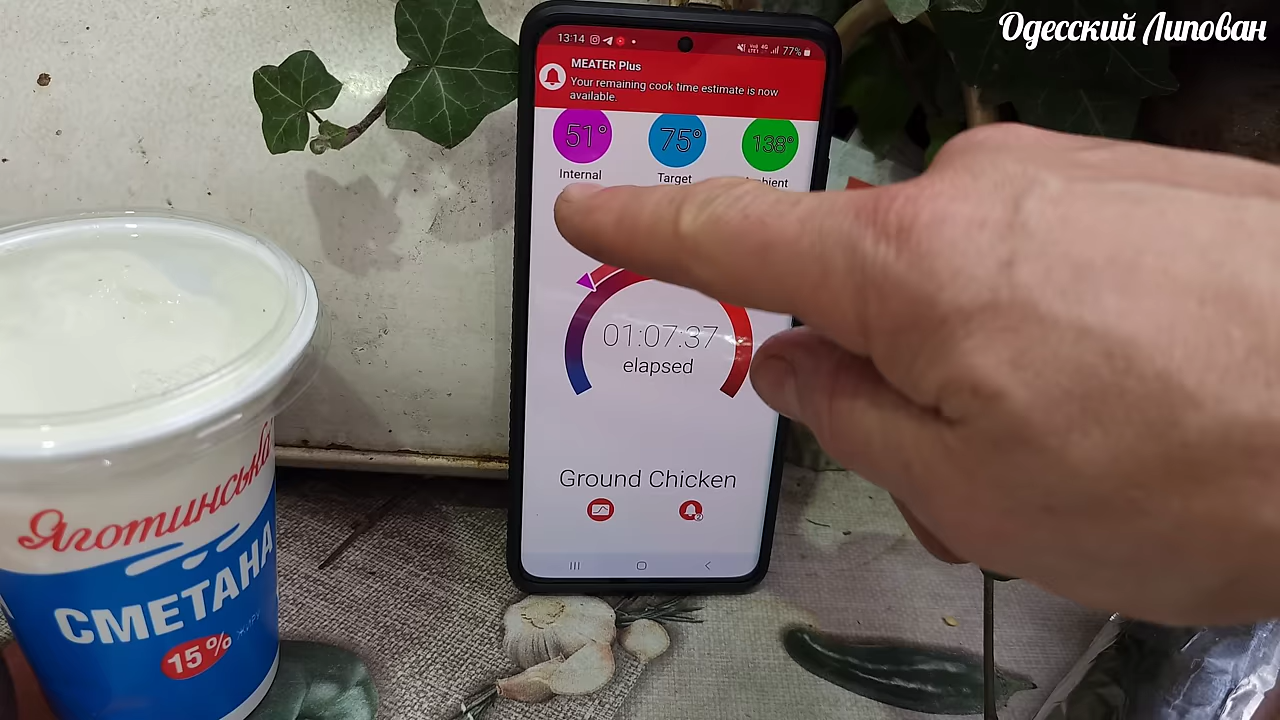 Одесский Липован
13:14
77%
MEATER Plus
Your remaining cook time estimate is now
available.
51° 75° 138°
Internal Target
01:07:37
elapsed
Ground Chicken
Яготинська
СМЕТАНА
15%